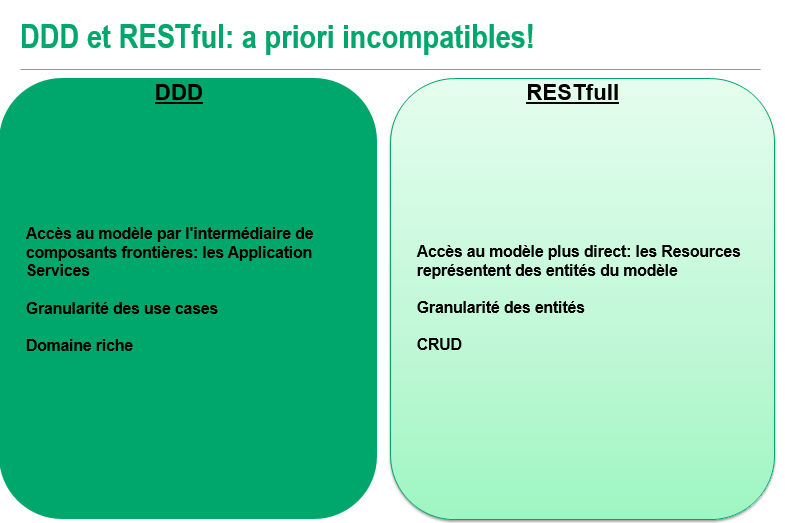 DDD et RESTful: a priori incompatibles!
DDD
Accès au modèle par l'intermédiaire de
composants frontières: les Application
Services
Granularité des use cases
Domaine riche
RESTfull
Accès au modèle plus direct: les Resources
représentent des entités du modèle
Granularité des entités
CRUD